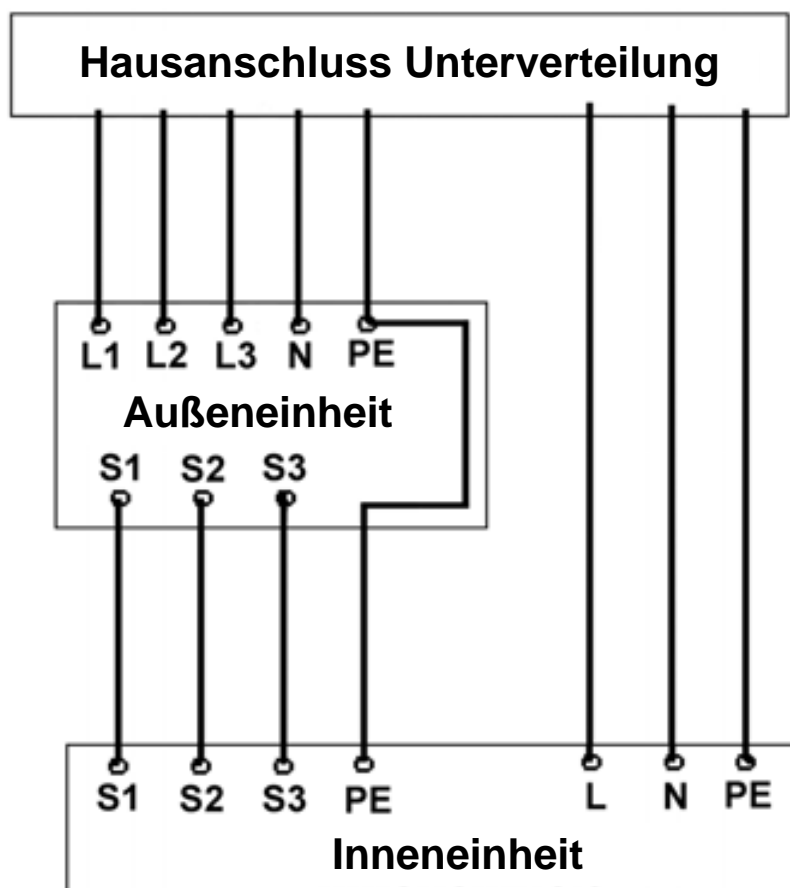 Hausanschluss Unterverteilung
L1 L2 L3 N PE
Außeneinheit
S1 S2 S3
S1 S2 S3 PE L N PE
Inneneinheit